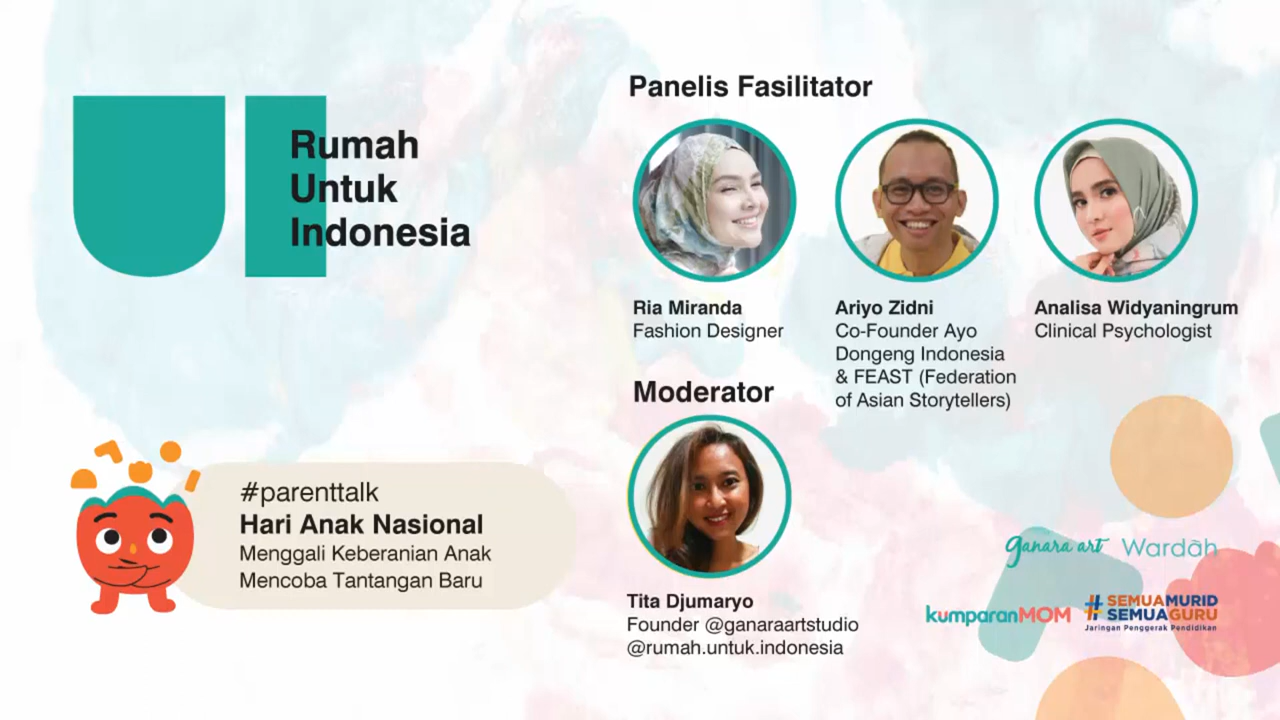 Rumah
Untuk
Indonesia
#parenttalk
Hari Anak Nasional
Menggali Keberanian Anak
Mencoba Tantangan Baru
Panelis Fasilitator
Ria Miranda
Fashion Designer
Ariyo Zidni
Co-Founder Ayo
Dongeng Indonesia
& FEAST (Federation
of Asian Storytellers)
Analisa Widyaningrum
Clinical Psychologist
Moderator
Tita Djumaryo
Founder @ganaraartstudio
@rumah.untuk.indonesia
ganara art
Wardah
kumparanMOM
#SEMUAMURID
SEMUAGURU
Jaringan Penggerak Pendidikan